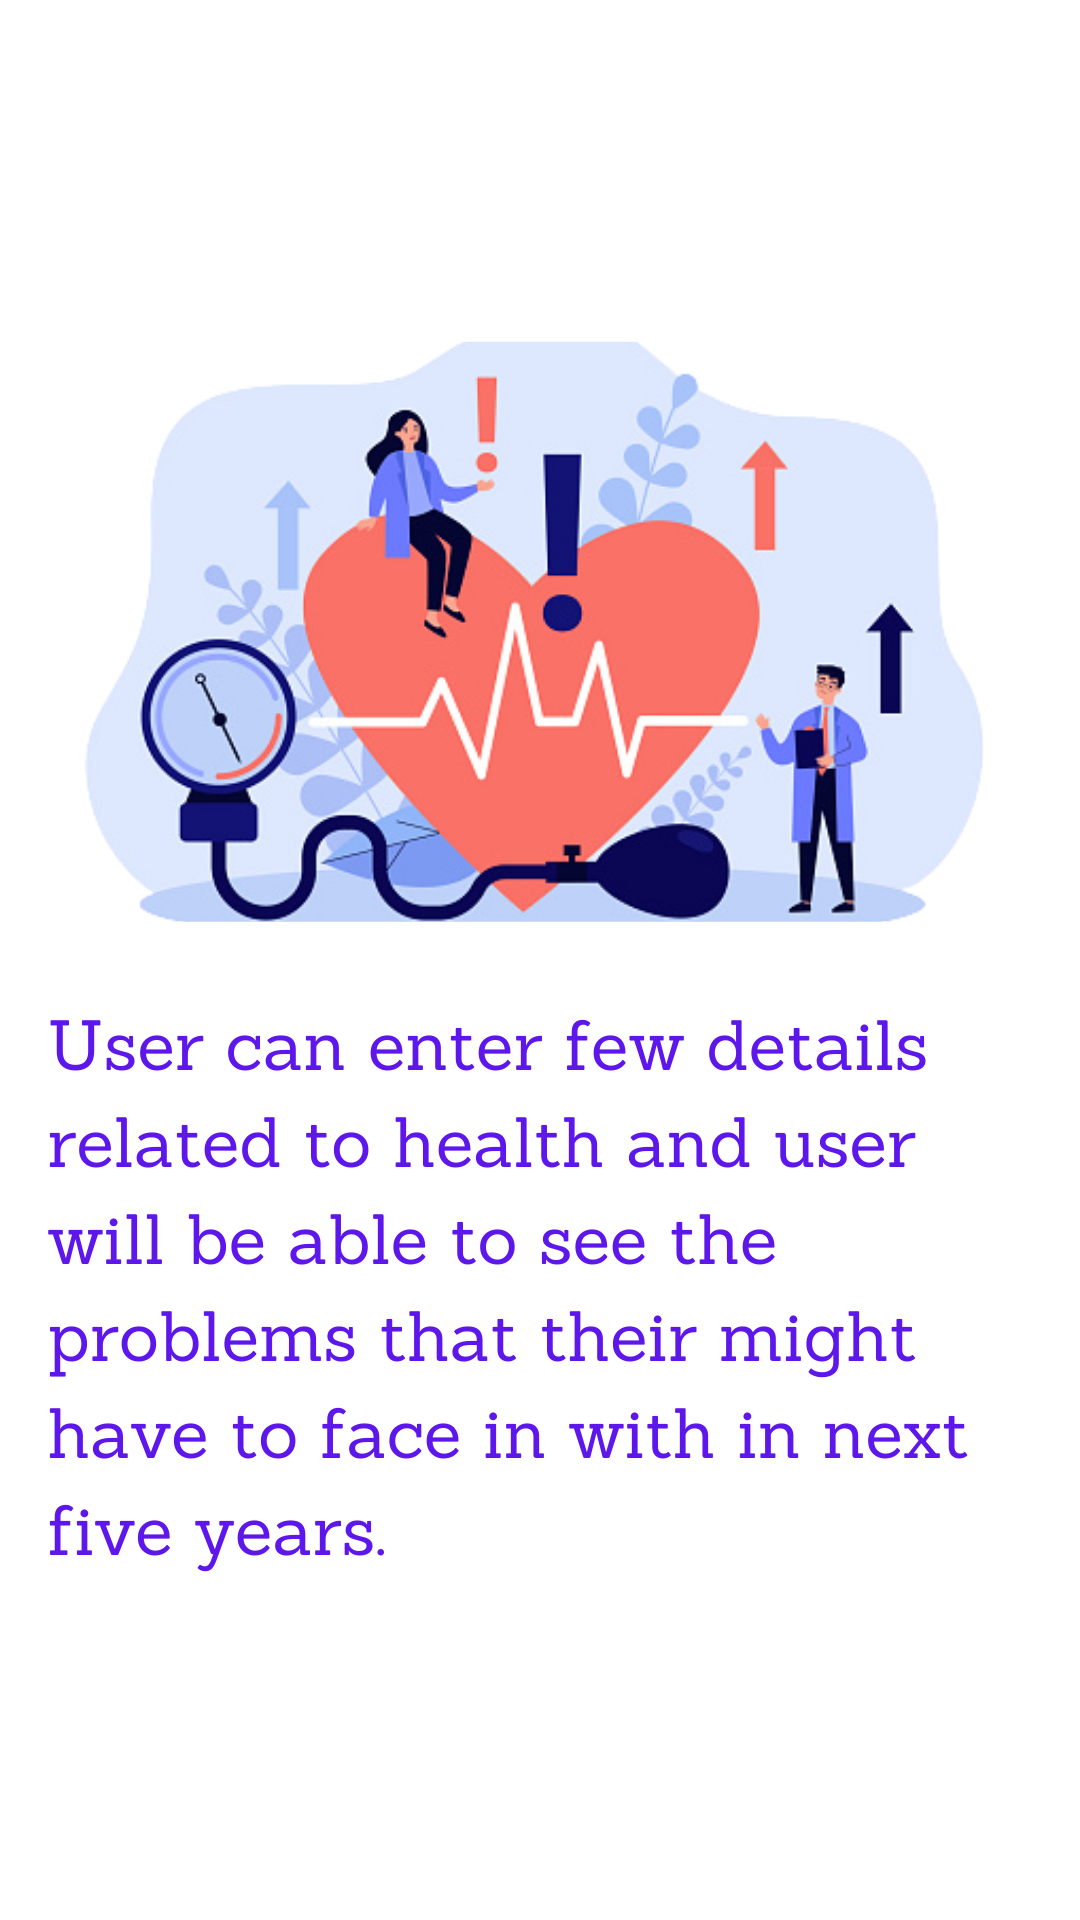 User can enter few details
related to health and user
will be able to see the
problems that their might
have to face in with in next
five years.